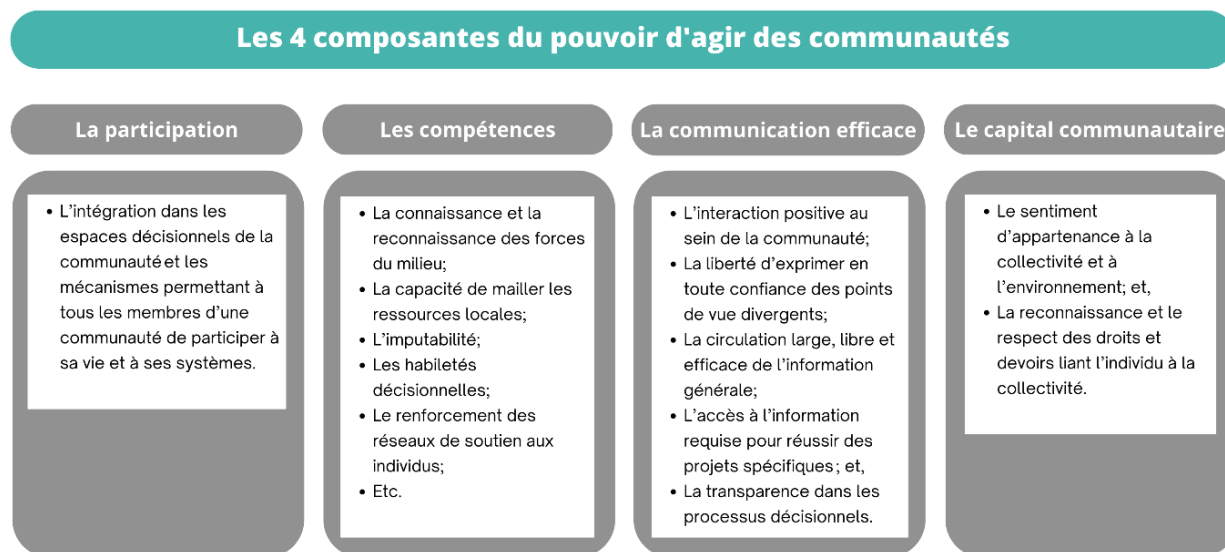 Les 4 composantes du pouvoir d'agir des communautés
La participation
• L'intégration dans les
espaces décisionnels de la
communauté et les
mécanismes permettant à
tous les membres d'une
communauté de participer à
sa vie et à ses systèmes.
Les compétences
• La connaissance et la
reconnaissance des forces
du milieu;
• La capacité de mailler les
ressources locales;
• L'imputabilité;
• Les habiletés
décisionnelles;
• Le renforcement des
réseaux de soutien aux
individus;
• Etc.
La communication efficace
• L'interaction positive au
sein de la communauté;
• La liberté d'exprimer en
toute confiance des points
de vue divergents;
• La circulation large, libre et
efficace de l'information
générale;
• L'accès à l'information
requise pour réussir des
projets spécifiques; et,
• La transparence dans les
processus décisionnels.
Le capital communautaire
• Le sentiment
d'appartenance à la
collectivité et à
l'environnement; et,
• La reconnaissance et le
respect des droits et
devoirs liant l'individu à la
collectivité.